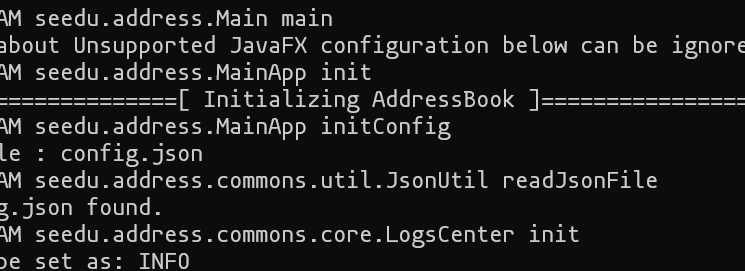 AM seedu.address.Main main
about Unsupported JavaFX configuration below can be ignore
AM seedu.address.MainApp init
==============[ Initializing AddressBook ]================
AM seedu.address.MainApp initConfig
le : config.json
AM seedu.address.commons.util.JsonUtil readJsonFile
g.json found.
AM seedu.address.commons.core.LogsCenter init
be set as: INFO